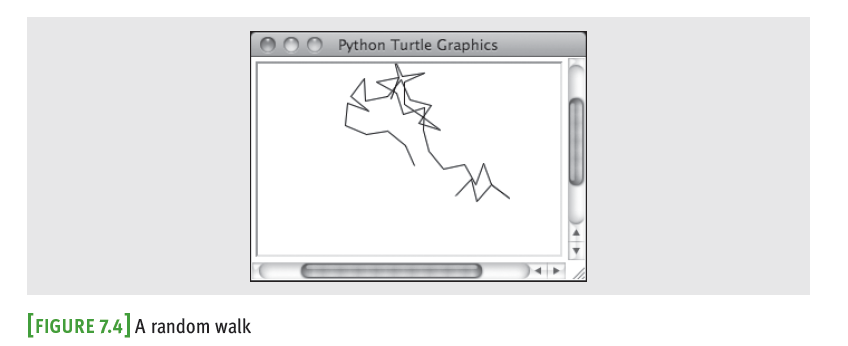 Python Turtle Graphics
[FIGURE 7.4] A random walk